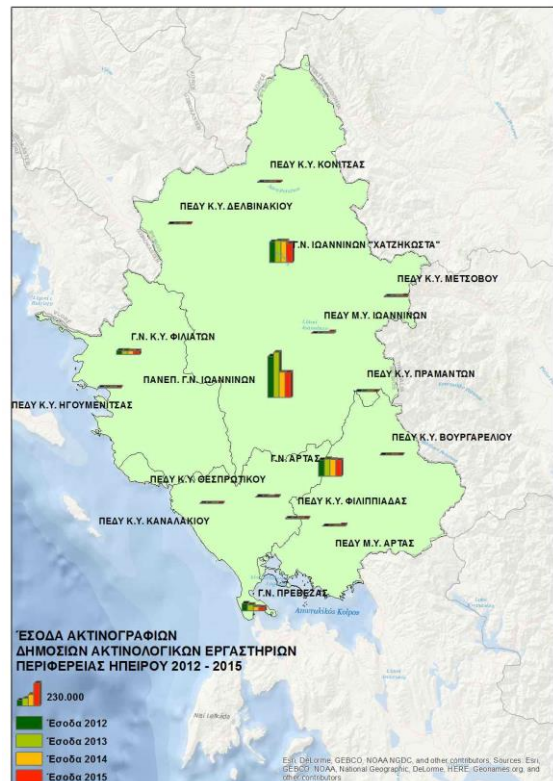 ΠΕΔΥ Κ.Υ. ΚΟΝΙΤΣΑΣ
ΠΕΔΥ Κ.Υ. ΔΕΛΒΙΝΑΚΙΟΥ
Γ.Ν. ΙΩΑΝΝΙΝΩΝ "ΧΑΤΖΗΚΩΣΤΑ"
ΠΕΔΥ Κ.Υ. ΜΕΤΣΟΒΟΥ
ΠΕΔΥ Μ.Υ. ΙΩΑΝΝΙΝΩΝ
Γ.Ν. Κ.Υ. ΦΙΛΙΑΤΩΝ
ΠΑΝΕΠ. Γ.Ν. ΙΩΑΝΝΙΝΩΝ
ΠΕΔΥ Κ.Υ. ΠΡΑΜΑΝΤΩΝ
ΠΕΔΥ Κ.Υ. ΗΓΟΥΜΕΝΙΤΣΑΣ
ΠΕΔΥ Κ.Υ. ΒΟΥΡΓΑΡΕΛΙΟΥ
Γ.Ν. ΑΡΤΑΣ
ΠΕΔΥ Κ.Υ. ΘΕΣΠΡΩΤΙΚΟΥ
ΠΕΔΥ Κ.Υ. ΦΙΛΙΠΠΙΑΔΑΣ
ΠΕΔΥ Κ.Υ. ΚΑΝΑΛΑΚΙΟΥ
ΠΕΔΥ Μ.Υ. ΑΡΤΑΣ
Γ.Ν. ΠΡΕΒΕΖΑΣ
Αμβρακικός Κόλπος
ΈΣΟΔΑ ΑΚΤΙΝΟΓΡΑΦΙΩΝ
ΔΗΜΟΣΙΩΝ ΑΚΤΙΝΟΛΟΓΙΚΩΝ ΕΡΓΑΣΤΗΡΙΩΝ
ΠΕΡΙΦΕΡΕΙΑΣ ΗΠΕΙΡΟΥ 2012 - 2015
230.000
Έσοδα 2012
Έσοδα 2013
Έσοδα 2014
Έσοδα 2015
Esri, DeLorme, GEBCO, NOAA NGDC, and other contributors, Sources: Esri,
GEBCO, NOAA, National Geographic, DeLorme, HERE, Geonames.org, and
other contributors